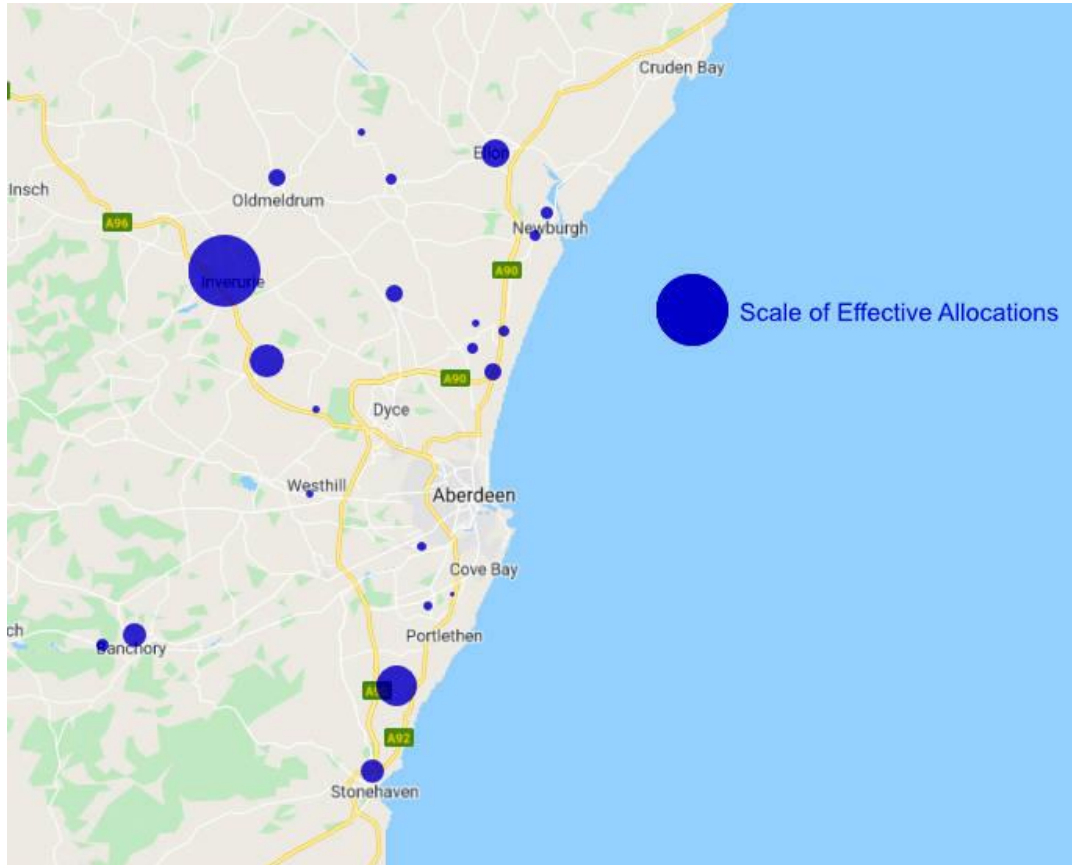 Cruden Bay
Ellon
Insch
Oldmeldrum
A96
Newburgh
A90
Inverurie
Scale of Effective Allocations
A90
Dyce
Westhill
Aberdeen
Cove Bay
ch
Portlethen
Banchory
A92
Stonehaven